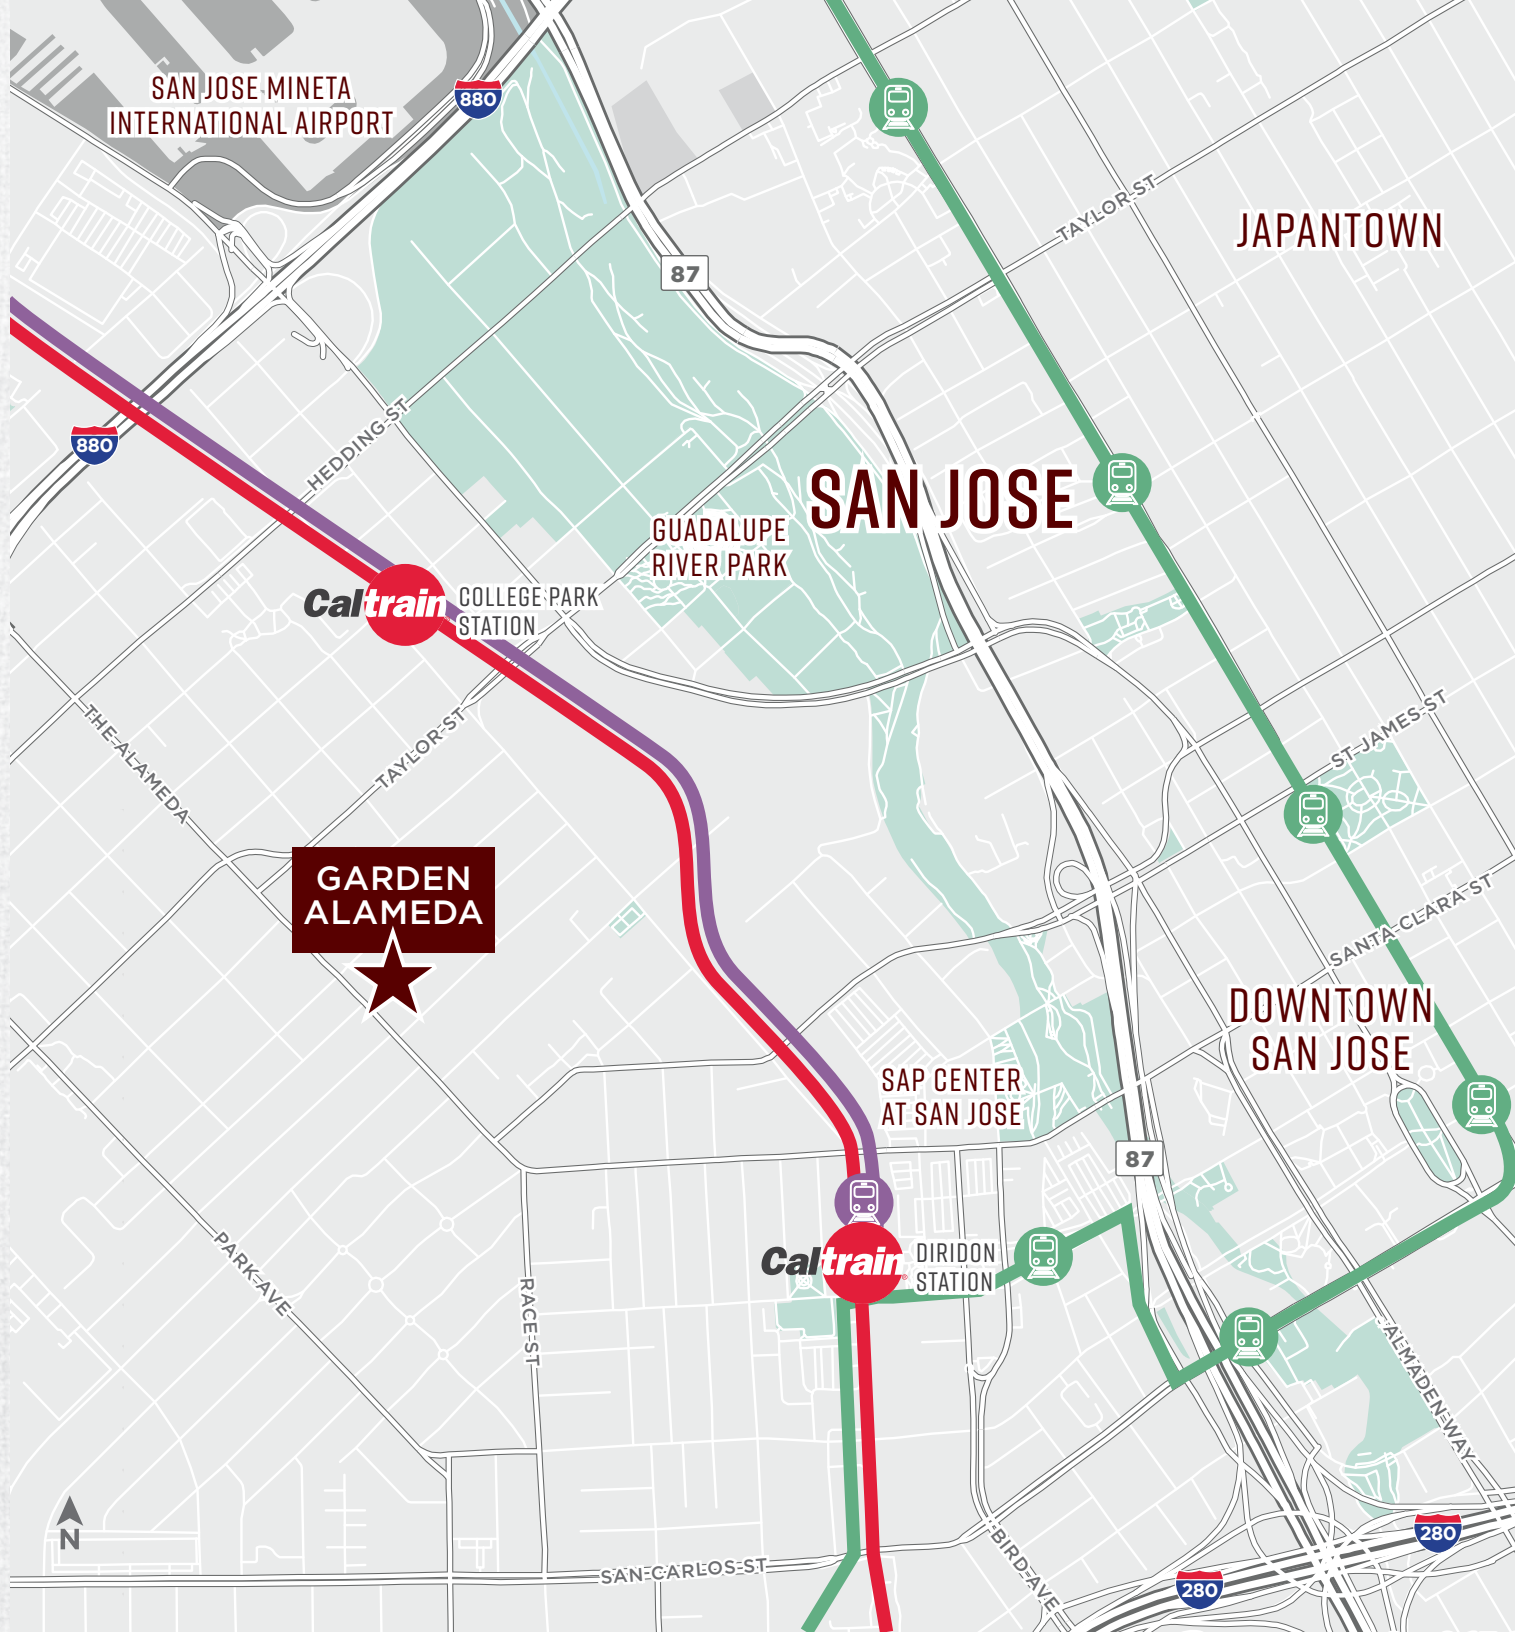 SAN JOSE MINETA
INTERNATIONAL AIRPORT
880
87
TAYLOR ST
JAPANTOWN
880
HEDDING ST
SAN JOSE
GUADALUPE
RIVER PARK
Caltrain
COLLEGE PARK
STATION
THE ALAMEDA
TAYLOR ST
ST JAMES ST
GARDEN
ALAMEDA
SANTA CLARA ST
DOWNTOWN
SAN JOSE
SAP CENTER
AT SAN JOSE
87
PARK AVE
RACE ST
Caltrain
DIRIDON
STATION
ALMADEN WAY
N
SAN CARLOS ST
BIRD AVE
280
280